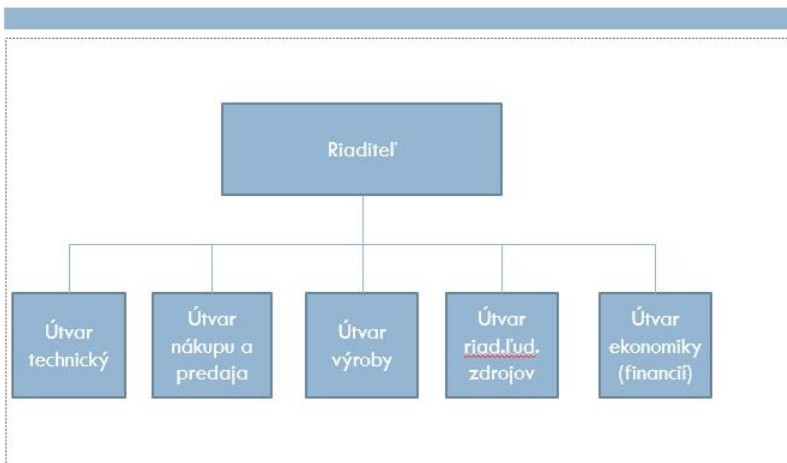 Riaditeľ
Útvar
technický
Útvar
nákupu a
predaja
Útvar
výroby
Útvar
riad.ľud.
zdrojov
Útvar
ekonomiky
(financií)